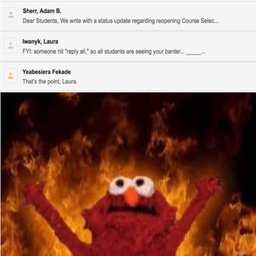 Sherr, Adam B.
Dear Students, We write with a status update regarding reopening Course Selec...
Iwanyk, Laura
FYI: someone hit "reply all," so all students are seeing your banter... _____...
Yeabesiera Fekade
That's the point, Laura.